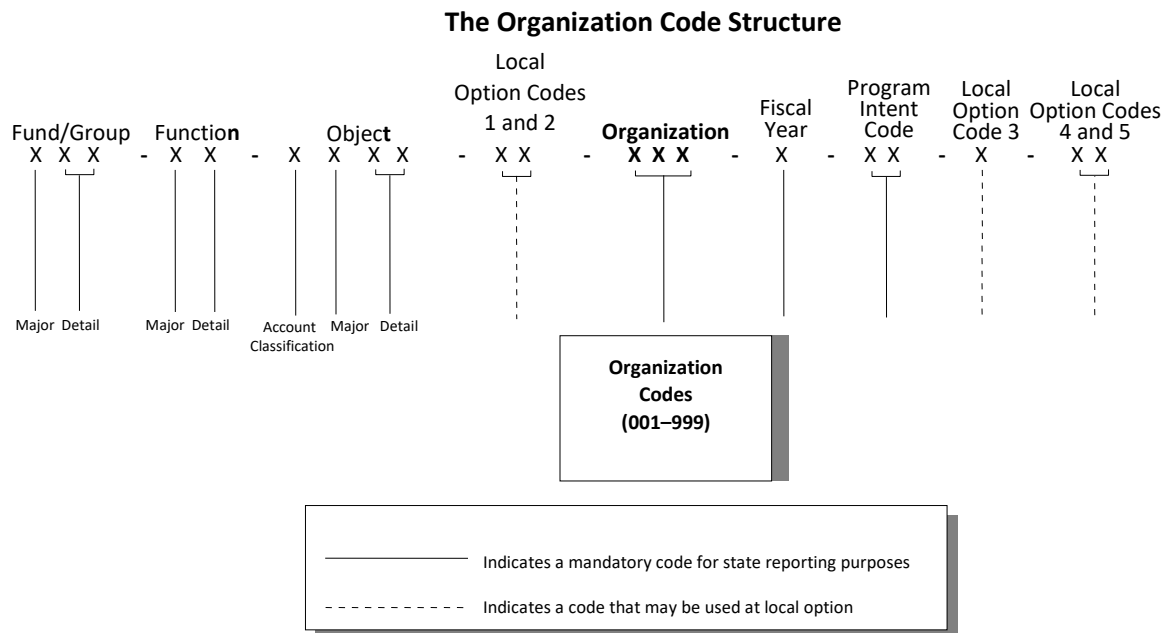 The Organization Code Structure
Local
Option Codes
1 and 2
Fiscal
Year
Program
Intent
Code
Local
Option
Code 3
Local
Option Codes
4 and 5
Fund/Group
Function
Object
Organization
X X X - X X - X X X X - X X - X X X - X - X X - X - X X
Major Detail
Major Detail
Account
Classification
Major Detail
Organization
Codes
(001–999)
Indicates a mandatory code for state reporting purposes
Indicates a code that may be used at local option